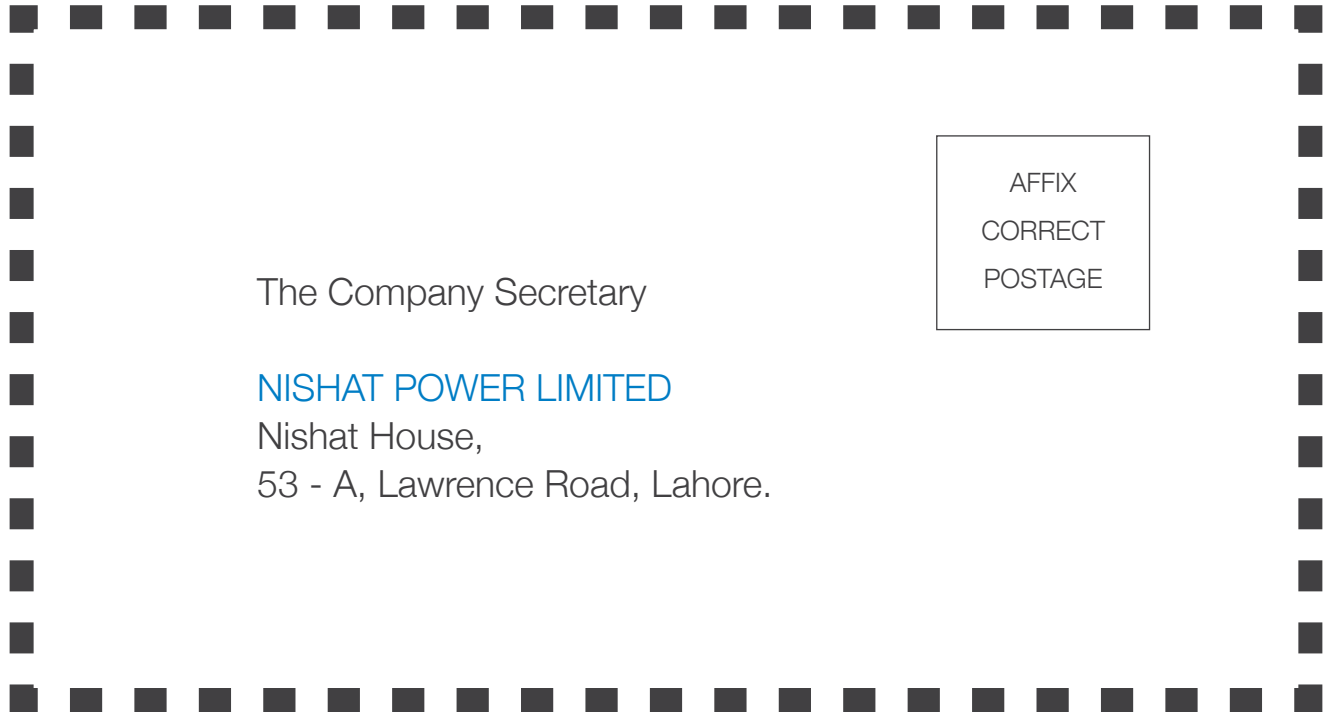 AFFIX
CORRECT
POSTAGE
The Company Secretary
NISHAT POWER LIMITED
Nishat House,
53 - A, Lawrence Road, Lahore.